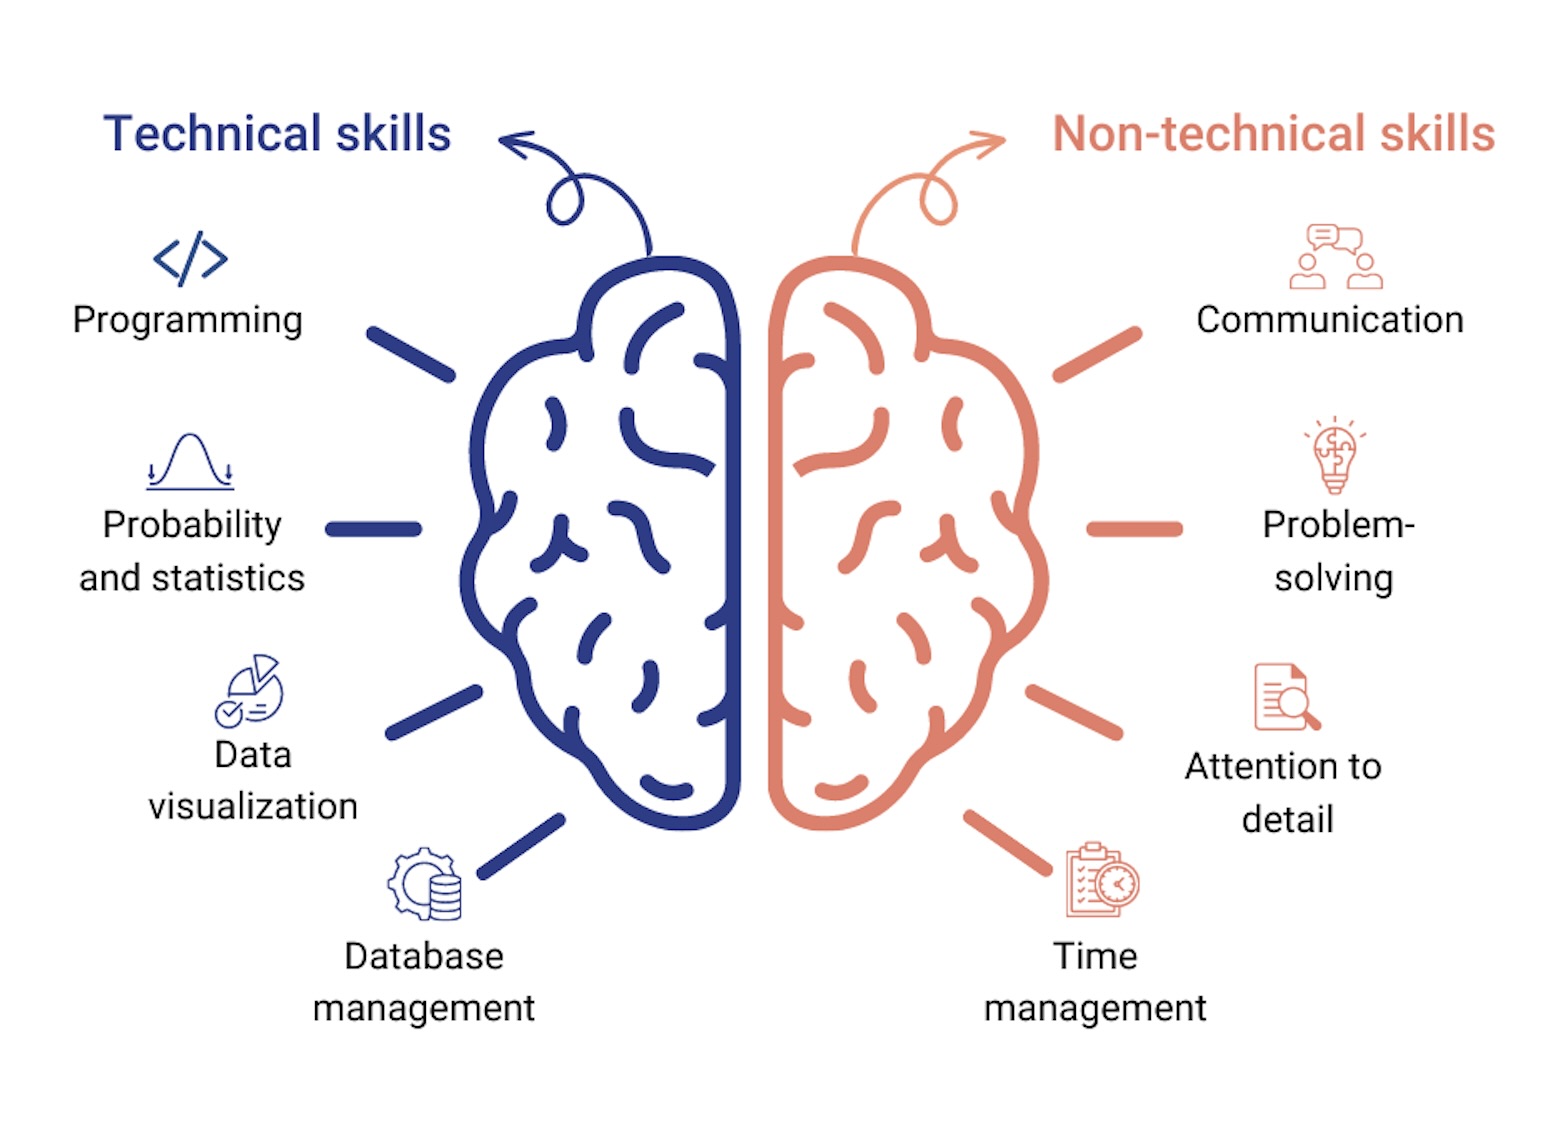 Technical skills
Programming
Probability
and statistics
Data
visualization
Database
management
Non-technical skills
Communication
Problem-
solving
Attention to
detail
Time
management